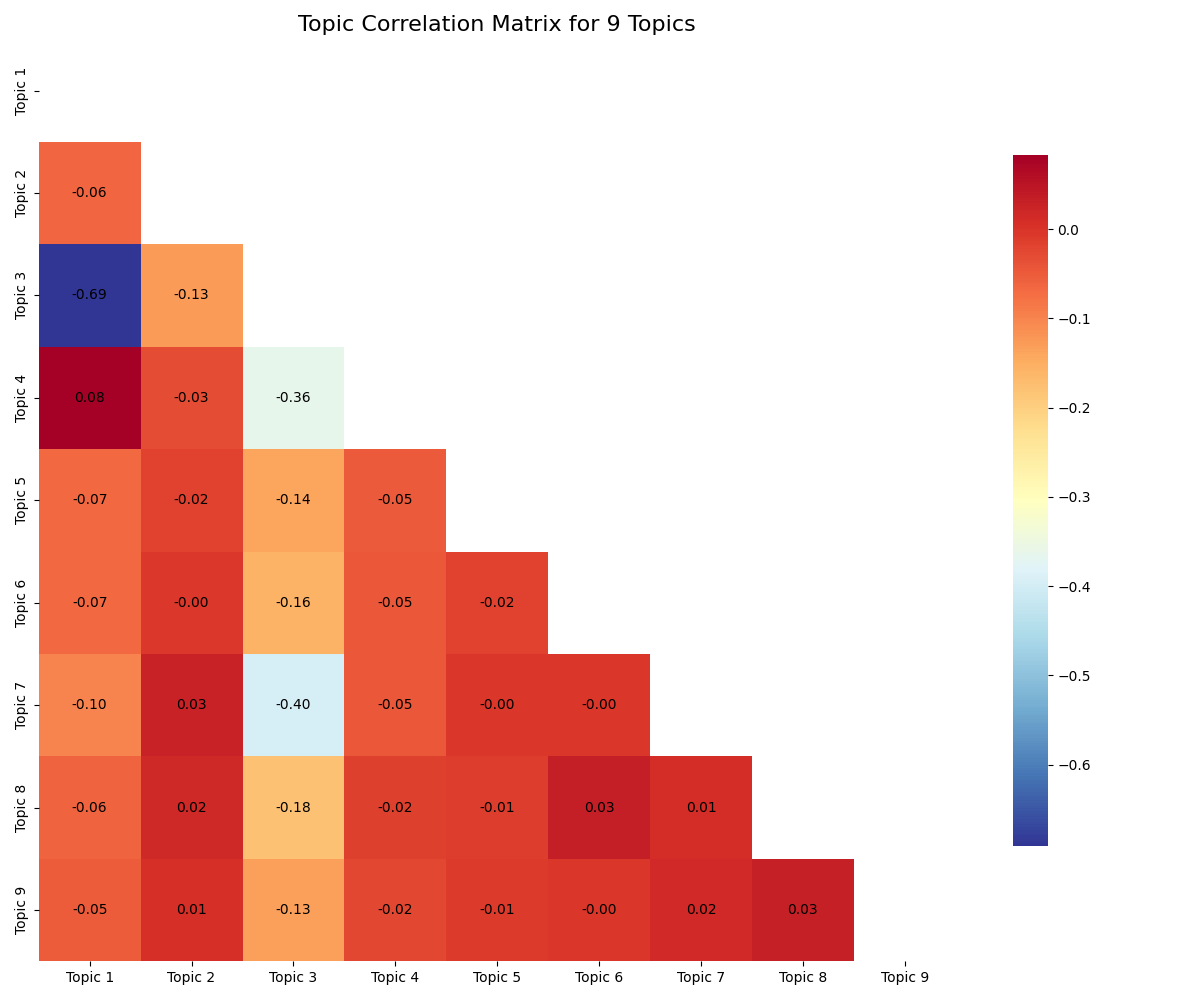 Topic Correlation Matrix for 9 Topics
Topic 1
Topic 2
-0.06
Topic 3
-0.69 -0.13
Topic 4
0.08 -0.03 -0.36
Topic 5
-0.07 -0.02 -0.14 -0.05
Topic 6
-0.07 -0.00 -0.16 -0.05 -0.02
Topic 7
-0.10 0.03 -0.40 -0.05 -0.00 -0.00
Topic 8
-0.06 0.02 -0.18 -0.02 -0.01 0.03 0.01
Topic 9
-0.05 0.01 -0.13 -0.02 -0.01 -0.00 0.02 0.03
Topic 1 Topic 2 Topic 3 Topic 4 Topic 5 Topic 6 Topic 7 Topic 8 Topic 9
0.0
−0.1
−0.2
−0.3
−0.4
−0.5
−0.6